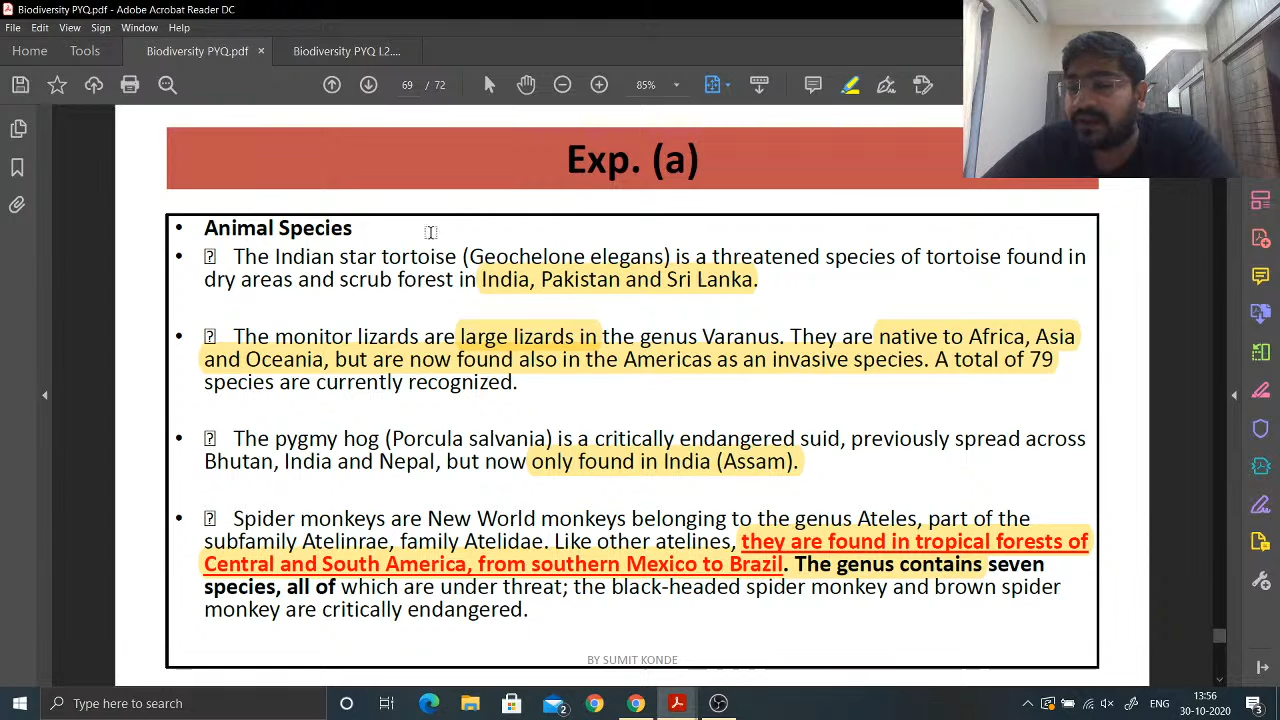 Biodiversity PYQ.pdf - Adobe Acrobat Reader DC
File Edit View Sign Window Help
Home Tools Biodiversity PYQ.pdf × Biodiversity PYQ L2....
69 / 72 85%
Exp. (a)
• Animal Species
• The Indian star tortoise (Geochelone elegans) is a threatened species of tortoise found in
dry areas and scrub forest in India, Pakistan and Sri Lanka.
• The monitor lizards are large lizards in the genus Varanus. They are native to Africa, Asia
and Oceania, but are now found also in the Americas as an invasive species. A total of 79
species are currently recognized.
• The pygmy hog (Porcula salvania) is a critically endangered suid, previously spread across
Bhutan, India and Nepal, but now only found in India (Assam).
• Spider monkeys are New World monkeys belonging to the genus Ateles, part of the
subfamily Atelinrae, family Atelidae. Like other atelines, they are found in tropical forests of
Central and South America, from southern Mexico to Brazil. The genus contains seven
species, all of which are under threat; the black-headed spider monkey and brown spider
monkey are critically endangered.
BY SUMIT KONDE
Type here to search
2
ENG
13:56
30-10-2020
3